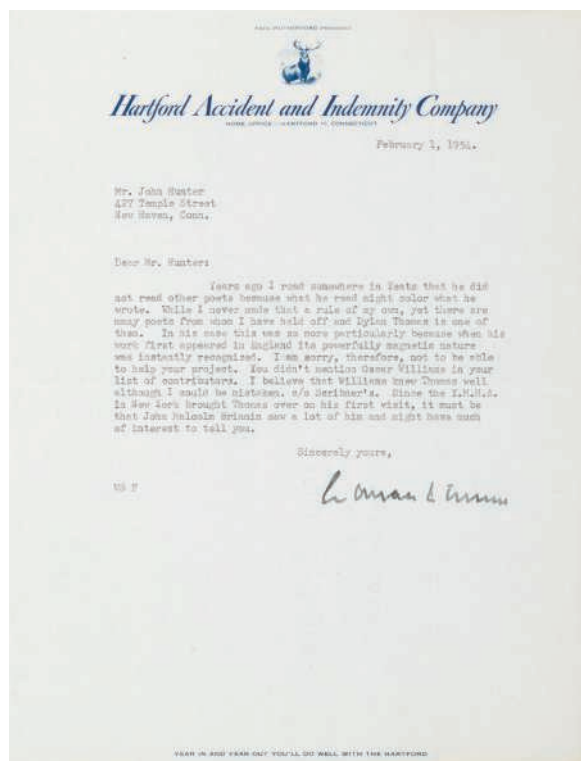 Hartford Accident and Indemnity Company
HOME OFFICE HARTFORD CONNECTICUT
February 1, 1954.
Mr. John Hunter
427 Temple Street
New Haven, Conn.
Dear Mr. Hunter:
Years ago I read somewhere in Yeats that he did
not read other poets because what he read might color what he
wrote. While I never made that a rule of my own, yet there are
many poets from whom I have held off and Dylan Thomas is one of
them. In his case this was so more particularly because when his
work first appeared in England its powerfully magnetic nature
was instantly recognized. I am sorry, therefore, not to be able
to help your project. You didn't mention Oscar Williams in your
list of contributors. I believe that Williams knew Thomas well
although I could be mistaken. c/o Scribner's. Since the Y.M.H.A.
in New York brought Thomas over on his first visit, it must be
that John Malcolm Brinnin saw a lot of him and might have much
of interest to tell you.
Sincerely yours,
YEAR IN AND YEAR OUT YOU'LL DO WELL WITH THE HARTFORD